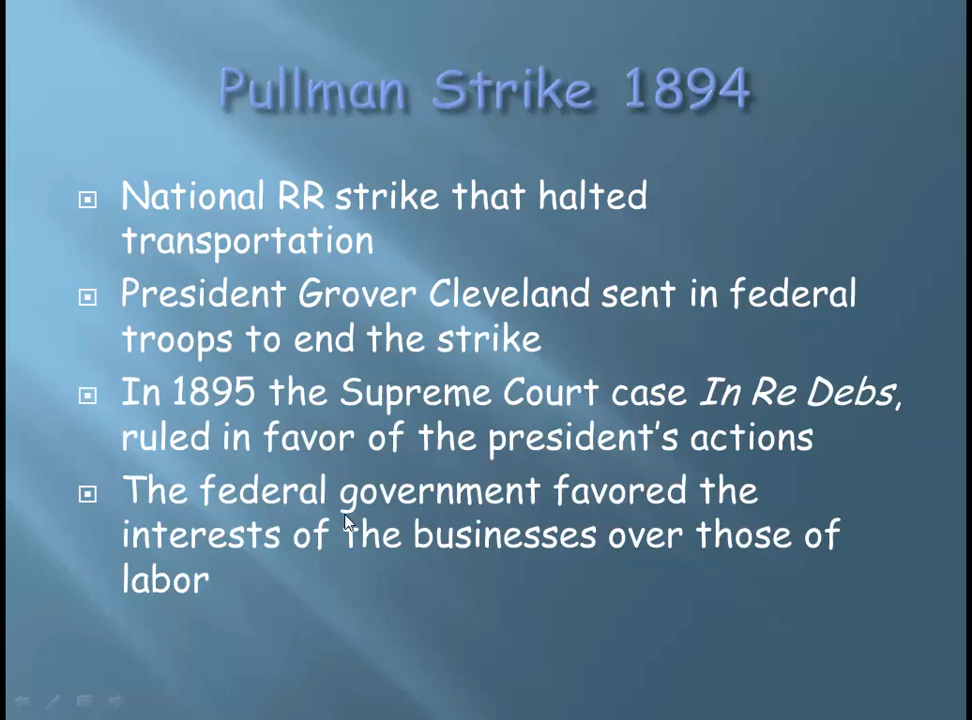 Pullman Strike 1894
National RR strike that halted
transportation
President Grover Cleveland sent in federal
troops to end the strike
In 1895 the Supreme Court case In Re Debs,
ruled in favor of the president's actions
The federal government favored the
interests of the businesses over those of
labor